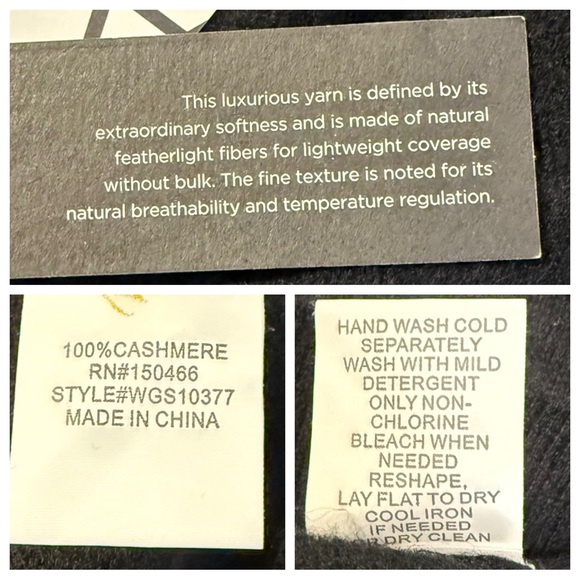 This luxurious yarn is defined by its
extraordinary softness and is made of natural
featherlight fibers for lightweight coverage
without bulk. The fine texture is noted for its
natural breathability and temperature regulation.
100%CASHMERE
RN#150466
STYLE#WGS10377
MADE IN CHINA
HAND WASH COLD
SEPARATELY
WASH WITH MILD
DETERGENT
ONLY NON-
CHLORINE
BLEACH WHEN
NEEDED
RESHAPE,
LAY FLAT TO DRY
COOL IRON
IF NEEDED
DRY CLEAN